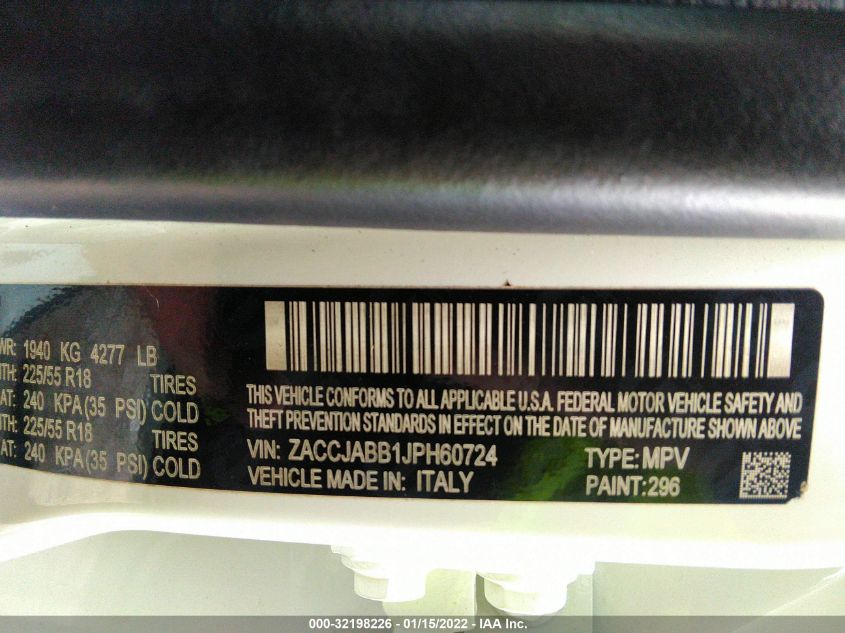 WR: 1940 KG 4277 LB
ITH: 225/55 R18 TIRES
AT: 240 KPA(35 PSI) COLD
ITH: 225/55 R18 TIRES
AT: 240 KPA(35 PSI) COLD
THIS VEHICLE CONFORMS TO ALL APPLICABLE U.S.A. FEDERAL MOTOR VEHICLE SAFETY AND
THEFT PREVENTION STANDARDS IN EFFECT ON THE DATE OF MANUFACTURE SHOWN ABOVE
VIN: ZACCJABB1JPH60724 TYPE: MPV
VEHICLE MADE IN: ITALY PAINT:296
000-32198226 - 01/15/2022 - IAA Inc.